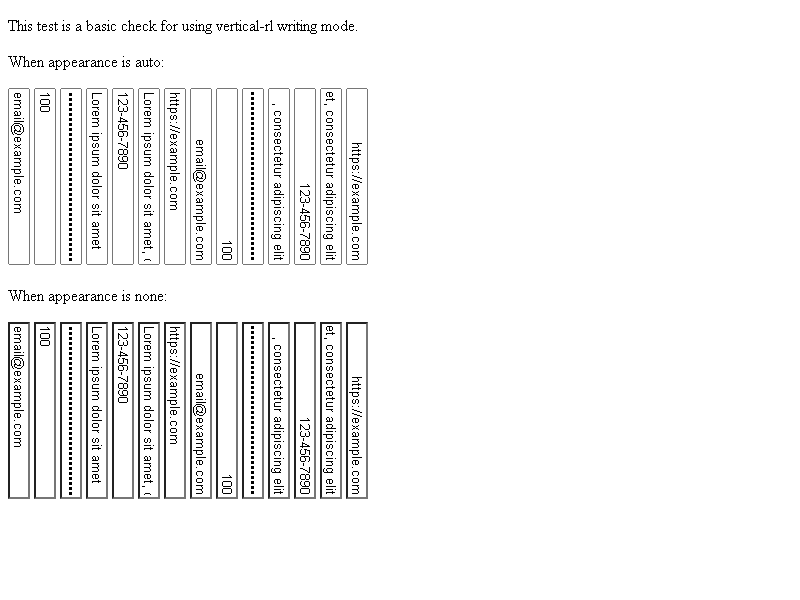 This test is a basic check for using vertical-rl writing mode.
When appearance is auto:
email@example.com
100
Lorem ipsum dolor sit amet
123-456-7890
Lorem ipsum dolor sit amet,
https://example.com
email@example.com
100
, consectetur adipiscing elit
123-456-7890
et, consectetur adipiscing elit
https://example.com
When appearance is none:
email@example.com
100
Lorem ipsum dolor sit amet
123-456-7890
Lorem ipsum dolor sit amet,
https://example.com
email@example.com
100
, consectetur adipiscing elit
123-456-7890
et, consectetur adipiscing elit
https://example.com